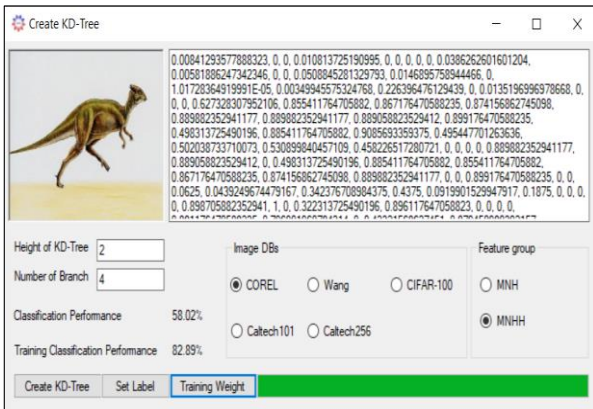 Create KD-Tree
0.00841293577888323, 0, 0, 0.010813725190995, 0, 0, 0, 0, 0, 0.0386262601601204,
0.00581886247342346, 0, 0, 0.0508845281329793, 0.0146895758944466, 0,
1.01728364919991E-05, 0.00349945575324768, 0.226396476129439, 0, 0.0135196996978668, 0,
0, 0, 0.627328307952106, 0.855411764705882, 0.867176470588235, 0.874156862745098,
0.889882352941177, 0.889882352941177, 0.889058823529412, 0.899176470588235,
0.498313725490196, 0.885411764705882, 0.9085693359375, 0.495447701263636,
0.502038733710073, 0.530899840457109, 0.458226517280721, 0, 0, 0, 0, 0.889882352941177,
0.889058823529412, 0, 0.498313725490196, 0.885411764705882, 0.855411764705882,
0.867176470588235, 0.874156862745098, 0.889882352941177, 0, 0, 0.899176470588235, 0, 0,
0.0625, 0.0439249674479167, 0.342376708984375, 0.4375, 0.0919901529947917, 0.1875, 0, 0, 0,
0, 0.898705882352941, 1, 0, 0.322313725490196, 0.896117647058823, 0, 0, 0, 0,
Height of KD-Tree 2
Number of Branch 4
Classification Performance 58.02%
Training Classification Performance 82.89%
Image DBs
COREL Wang CIFAR-100
Caltech101 Caltech256
Feature group
MNH
MNHH
Create KD-Tree Set Label Training Weight